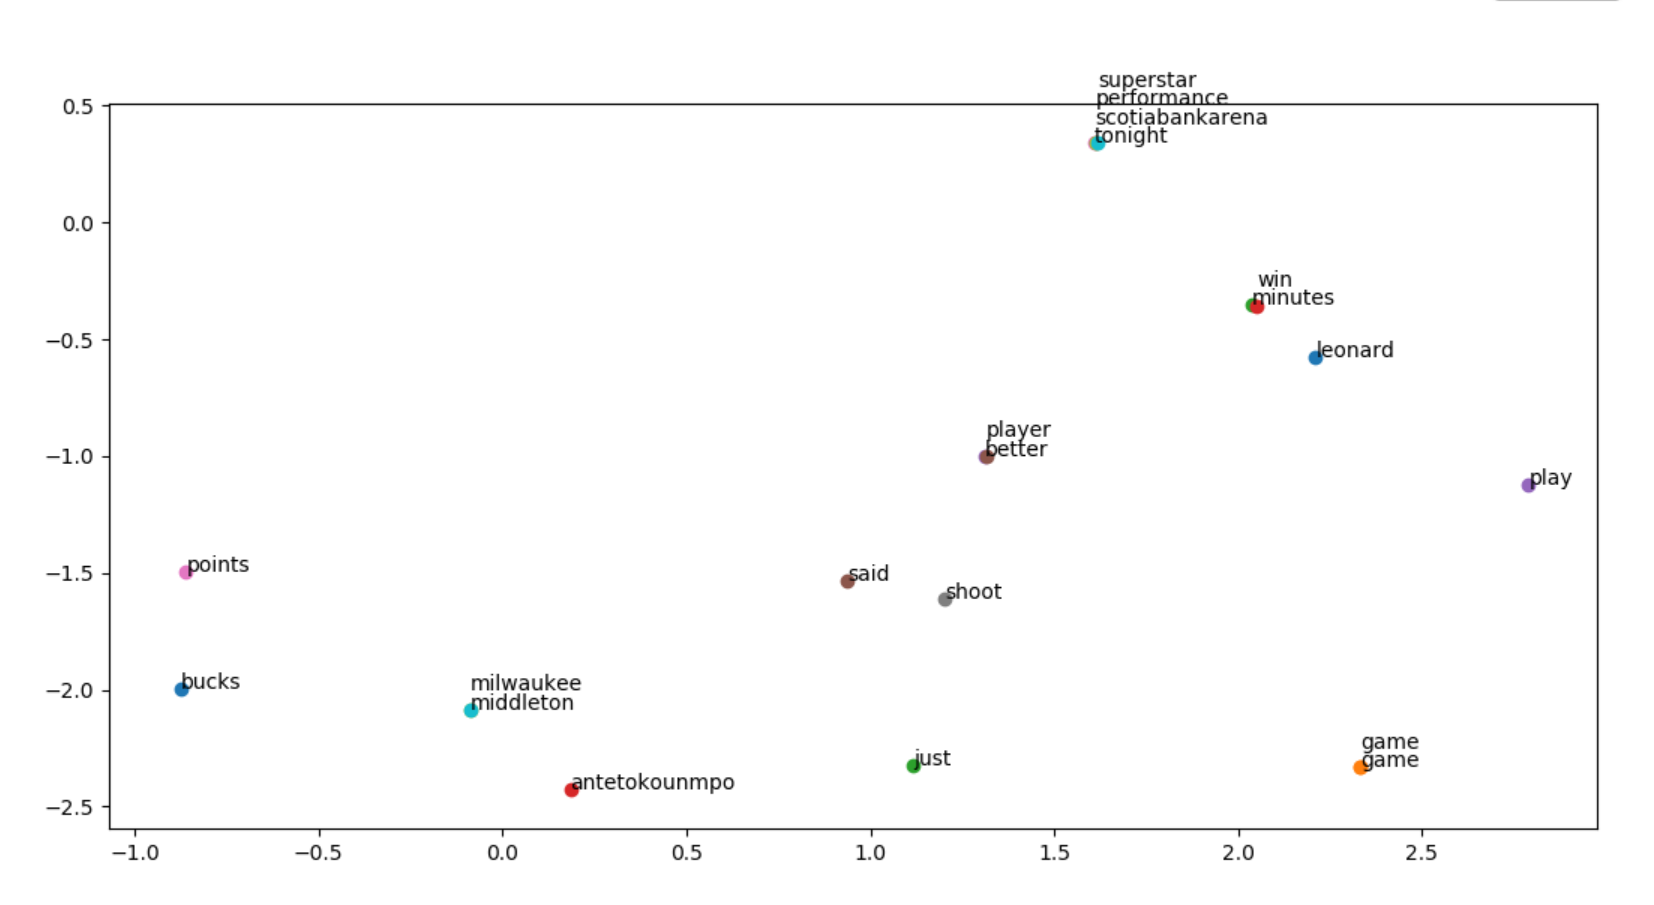 superstar
performance
scotiabankarena
tonight
win
minutes
leonard
player
better
play
points
said
shoot
bucks
milwaukee
middleton
just
game
game
antetokounmpo
0.5
0.0
−0.5
−1.0
−1.5
−2.0
−2.5
−1.0
−0.5
0.0
0.5
1.0
1.5
2.0
2.5